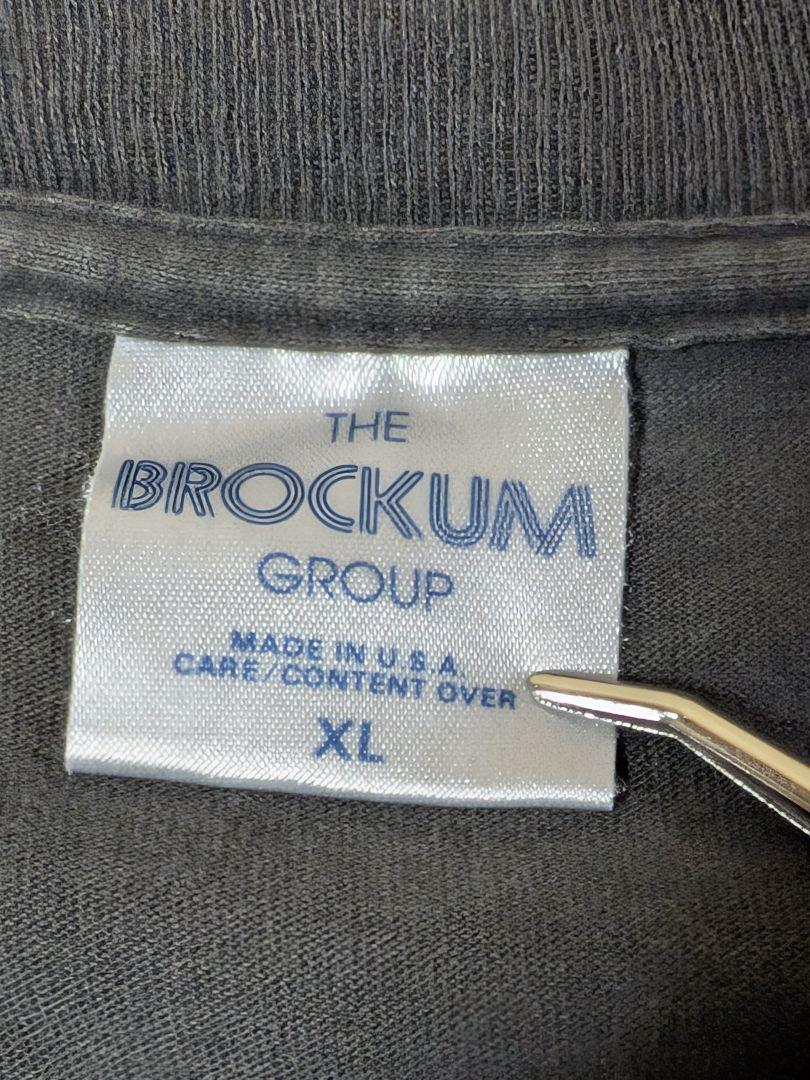 THE
BROCKUM
GROUP
MADE IN U.S.A.
CARE/CONTENT OVER
XL